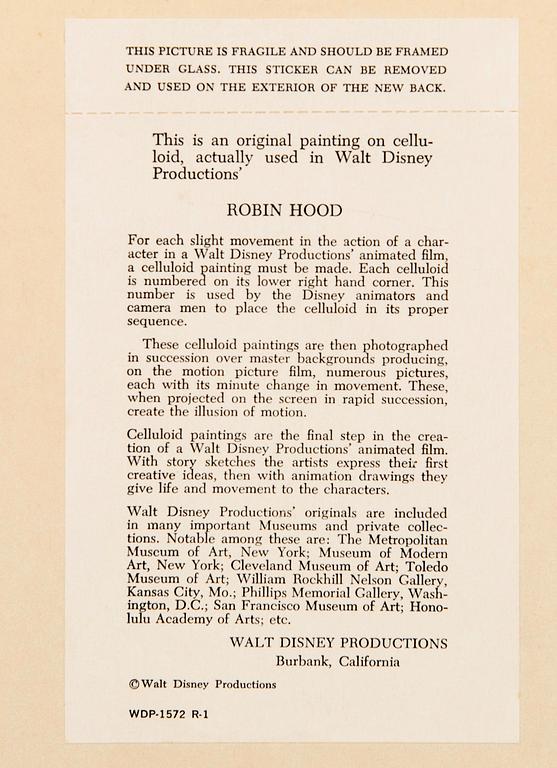 THIS PICTURE IS FRAGILE AND SHOULD BE FRAMED
UNDER GLASS. THIS STICKER CAN BE REMOVED
AND USED ON THE EXTERIOR OF THE NEW BACK.
This is an original painting on cellu-
loid, actually used in Walt Disney
Productions'
ROBIN HOOD
For each slight movement in the action of a char-
acter in a Walt Disney Productions' animated film,
a celluloid painting must be made. Each celluloid
is numbered on its lower right hand corner. This
number is used by the Disney animators and
camera men to place the celluloid in its proper
sequence.
These celluloid paintings are then photographed
in succession over master backgrounds producing,
on the motion picture film, numerous pictures,
each with its minute change in movement. These,
when projected on the screen in rapid succession,
create the illusion of motion.
Celluloid paintings are the final step in the crea-
tion of a Walt Disney Productions' animated film.
With story sketches the artists express their first
creative ideas, then with animation drawings they
give life and movement to the characters.
Walt Disney Productions' originals are included
in many important Museums and private collec-
tions. Notable among these are: The Metropolitan
Museum of Art, New York; Museum of Modern
Art, New York; Cleveland Museum of Art; Toledo
Museum of Art; William Rockhill Nelson Gallery,
Kansas City, Mo.; Phillips Memorial Gallery, Wash-
ington, D.C.; San Francisco Museum of Art; Hono-
lulu Academy of Arts; etc.
WALT DISNEY PRODUCTIONS
Burbank, California
© Walt Disney Productions
WDP-1572 R-1